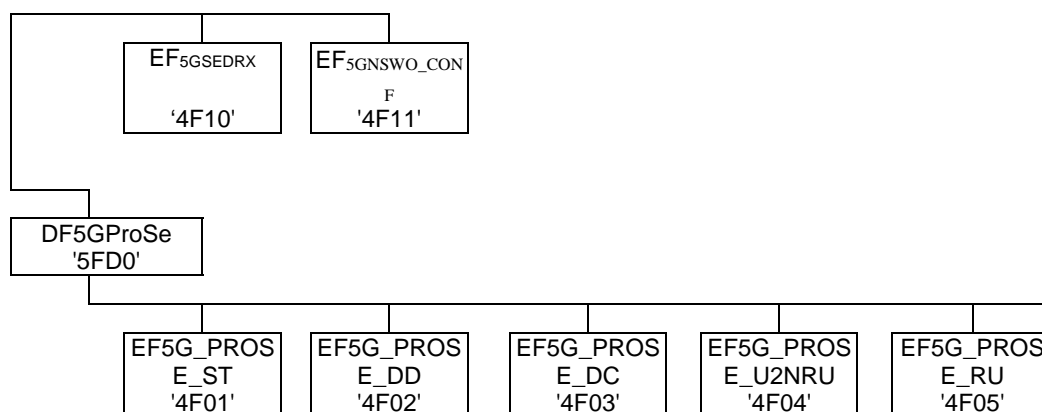 EF5GSEDRX
‘4F10'
EF5GNSWO_CON
F
'4F11'
DF5GProSe
'5FD0'
EF5G_PROS
E_ST
'4F01'
EF5G_PROS
E_DD
'4F02'
EF5G_PROS
E_DC
'4F03'
EF5G_PROS
E_U2NRU
'4F04'
EF5G_PROS
E_RU
'4F05'